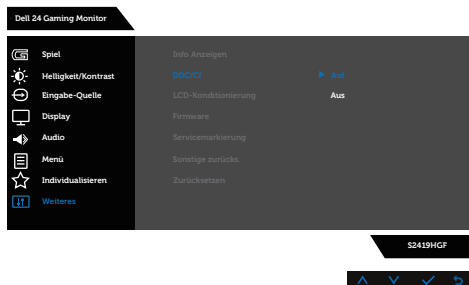 Dell 24 Gaming Monitor
Spiel
Info Anzeigen
Helligkeit/Kontrast
DDC/CI
Auf
Eingabe-Quelle
LCD-Konditionierung
Aus
Display
Firmware
Audio
Servicemarkierung
Menü
Sonstige zurücks.
Individualisieren
Zurücksetzen
Weiteres
S2419HGF